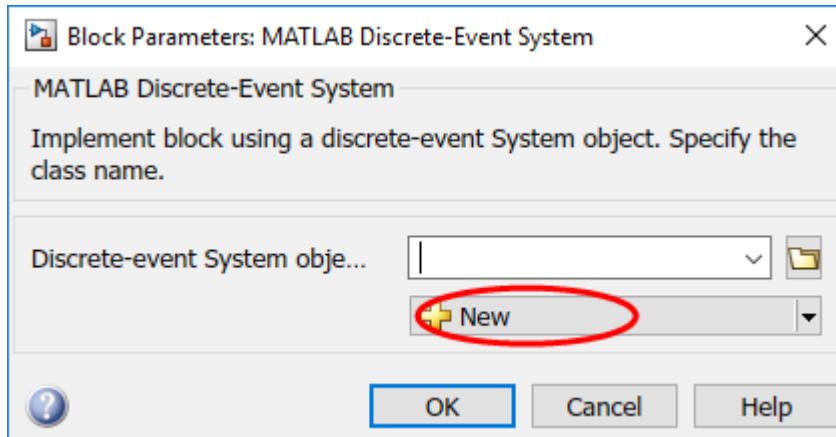 Block Parameters: MATLAB Discrete-Event System
MATLAB Discrete-Event System
Implement block using a discrete-event System object. Specify the
class name.
Discrete-event System obje...
New
OK Cancel Help